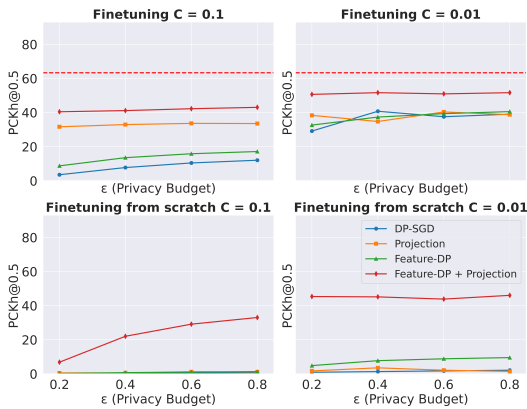 Finetuning C = 0.1
Finetuning C = 0.01
PCKh@0.5
80
60
40
20
0
ε (Privacy Budget)
PCKh@0.5
ε (Privacy Budget)
Finetuning from scratch C = 0.1
Finetuning from scratch C = 0.01
PCKh@0.5
80
60
40
20
0
0.2
0.4
0.6
0.8
ε (Privacy Budget)
PCKh@0.5
DP-SGD
Projection
Feature-DP
Feature-DP + Projection
0.2
0.4
0.6
0.8
ε (Privacy Budget)